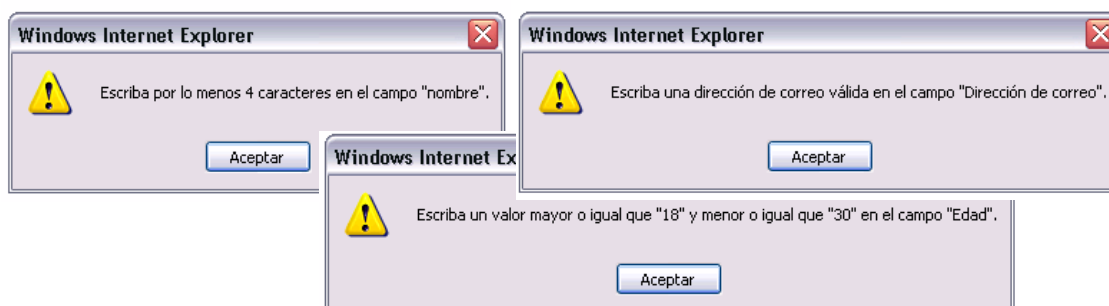 Windows Internet Explorer
Escriba por lo menos 4 caracteres en el campo "nombre".
Aceptar
Windows Internet Explorer
Escriba una dirección de correo válida en el campo "Dirección de correo".
Aceptar
Windows Internet Ex
Escriba un valor mayor o igual que "18" y menor o igual que "30" en el campo "Edad".
Aceptar